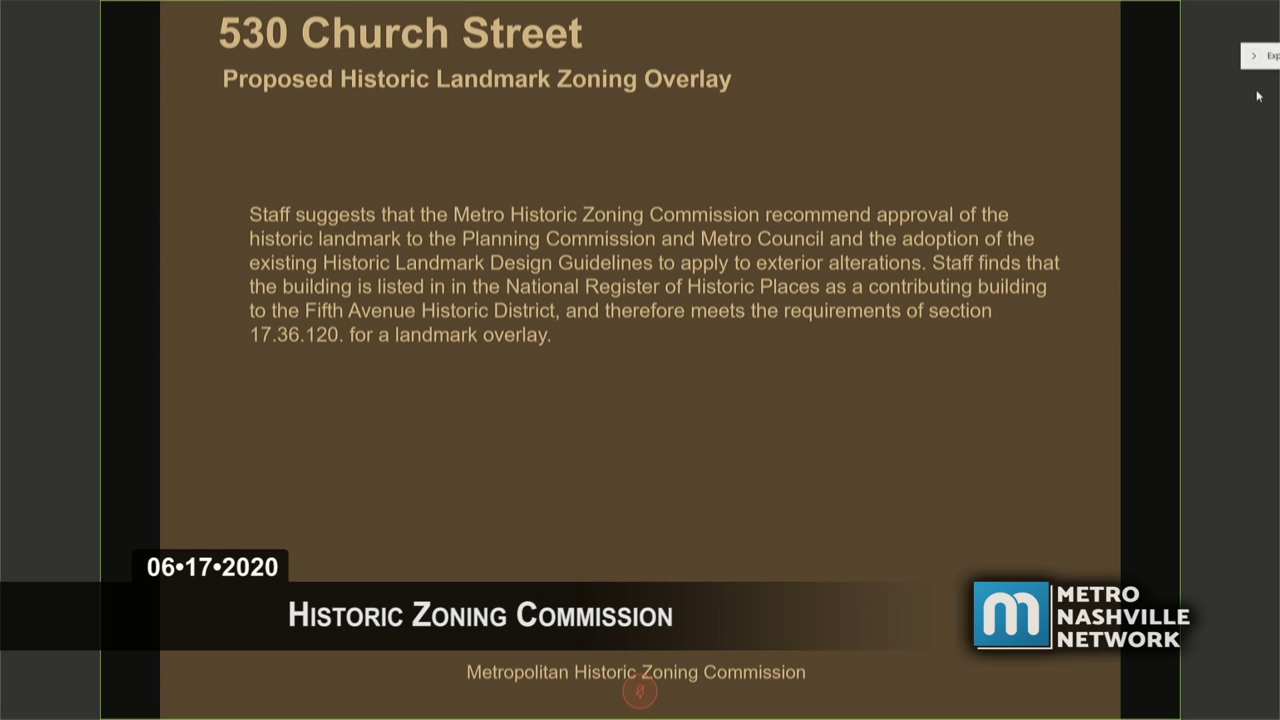 530 Church Street
Proposed Historic Landmark Zoning Overlay
Exp
Staff suggests that the Metro Historic Zoning Commission recommend approval of the
historic landmark to the Planning Commission and Metro Council and the adoption of the
existing Historic Landmark Design Guidelines to apply to exterior alterations. Staff finds that
the building is listed in in the National Register of Historic Places as a contributing building
to the Fifth Avenue Historic District, and therefore meets the requirements of section
17.36.120. for a landmark overlay.
06•17•2020
Historic Zoning Commission
METRO
NASHVILLE
NETWORK
Metropolitan Historic Zoning Commission